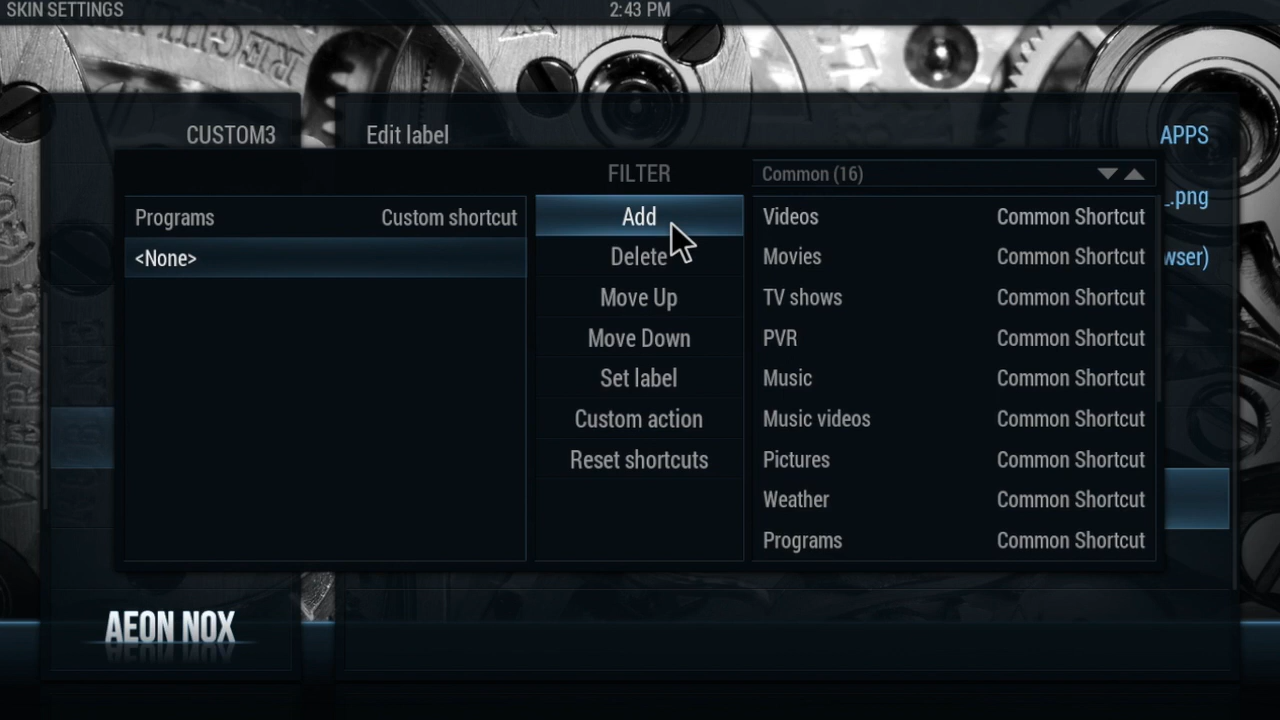 SKIN SETTINGS
2:43 PM
CUSTOM3
Edit label
APPS
FILTER
Common (16)
_.png
Programs
Custom shortcut
Add
Videos
Common Shortcut
<None>
Delete
Movies
Common Shortcut
wser)
Move Up
TV shows
Common Shortcut
Move Down
PVR
Common Shortcut
Set label
Music
Common Shortcut
Custom action
Music videos
Common Shortcut
Reset shortcuts
Pictures
Common Shortcut
Weather
Common Shortcut
Programs
Common Shortcut
AEON NOX